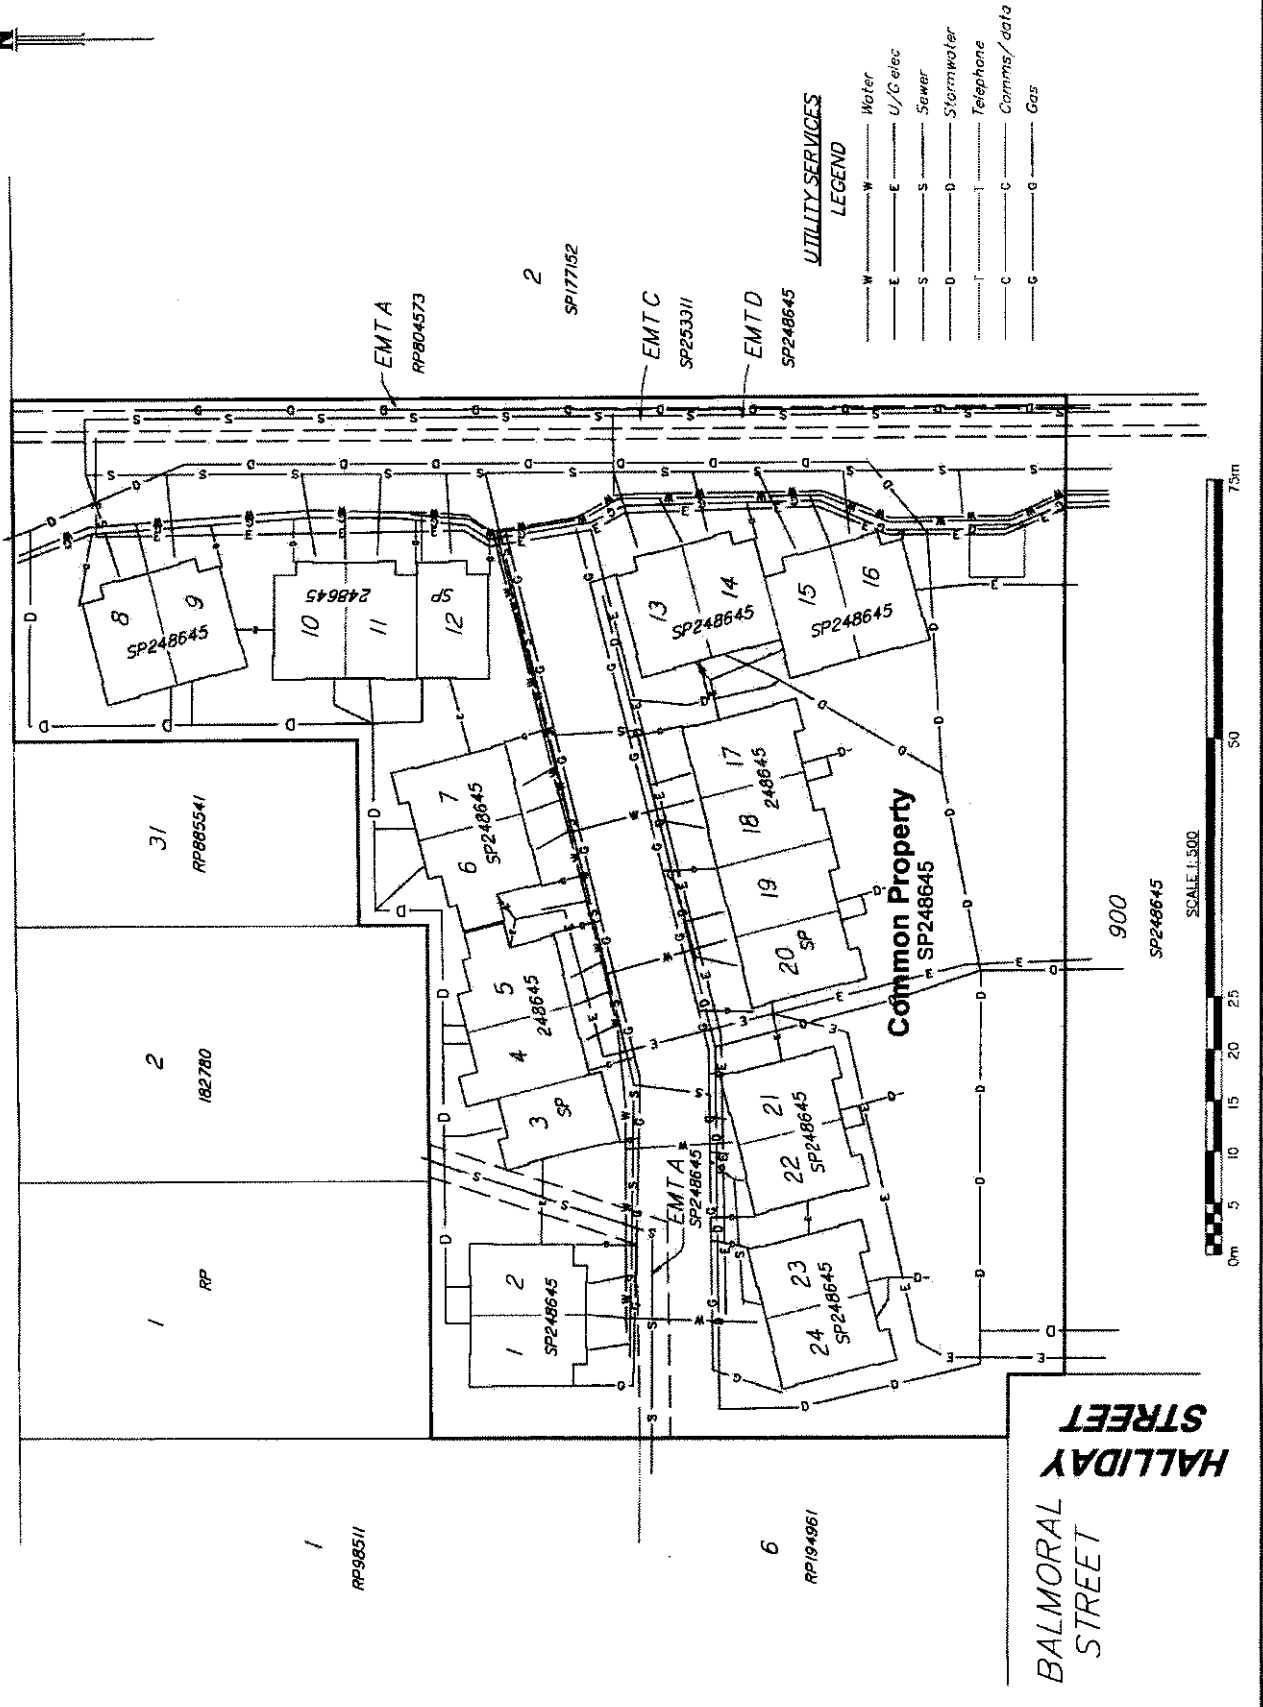 N
31
RP885541
2
182780
1
RP
1
RP98511
6
RP194961
BALMORAL
STREET
HALLIDAY
STREET
8
9
SP248645
10
11
248645
12
SP
7
6
SP248645
5
4
248645
3
SP
2
1
SP248645
EMT A
SP248645
13
14
SP248645
15
16
SP248645
17
248645
18
19
20
SP
21
22
SP248645
23
24
SP248645
Common Property
SP248645
900
SP248645
EMT A
RP804573
2
SP177152
EMT C
SP253311
EMT D
SP248645
UTILITY SERVICES
LEGEND
W W Water
E E U/G elec
S S Sewer
D D Stormwater
T T Telephone
C C Comms/data
G G Gas
SCALE 1:500
0m 5 10 15 20 25 50 75m